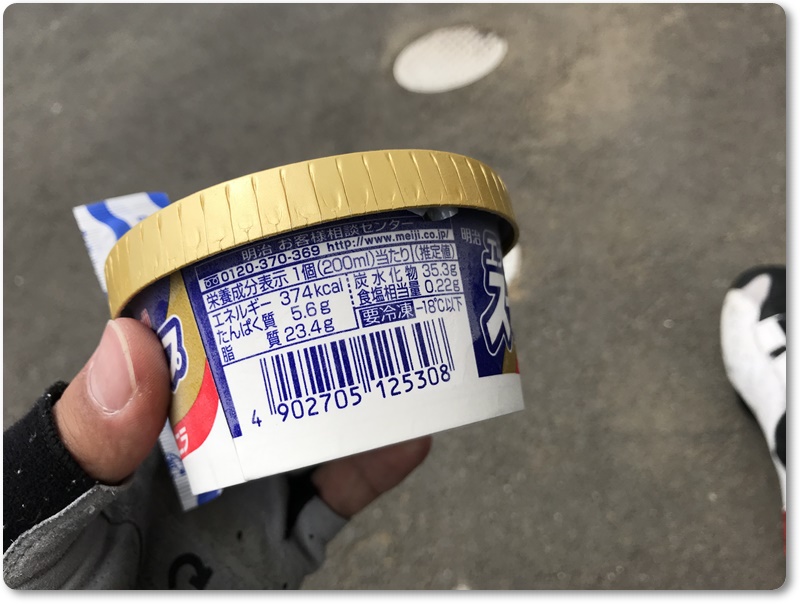 明治 お客様相談センター
0120-370-369 http://www.meiji.co.jp/
栄養成分表示 1個(200ml)当たり(推定値)
エネルギー 374kcal 炭水化物 35.3g
たんぱく質 5.6g 食塩相当量 0.22g
脂質 23.4g 要冷凍 -18℃以下
4 902705 125308
明治
エ
ス
プ
ラ